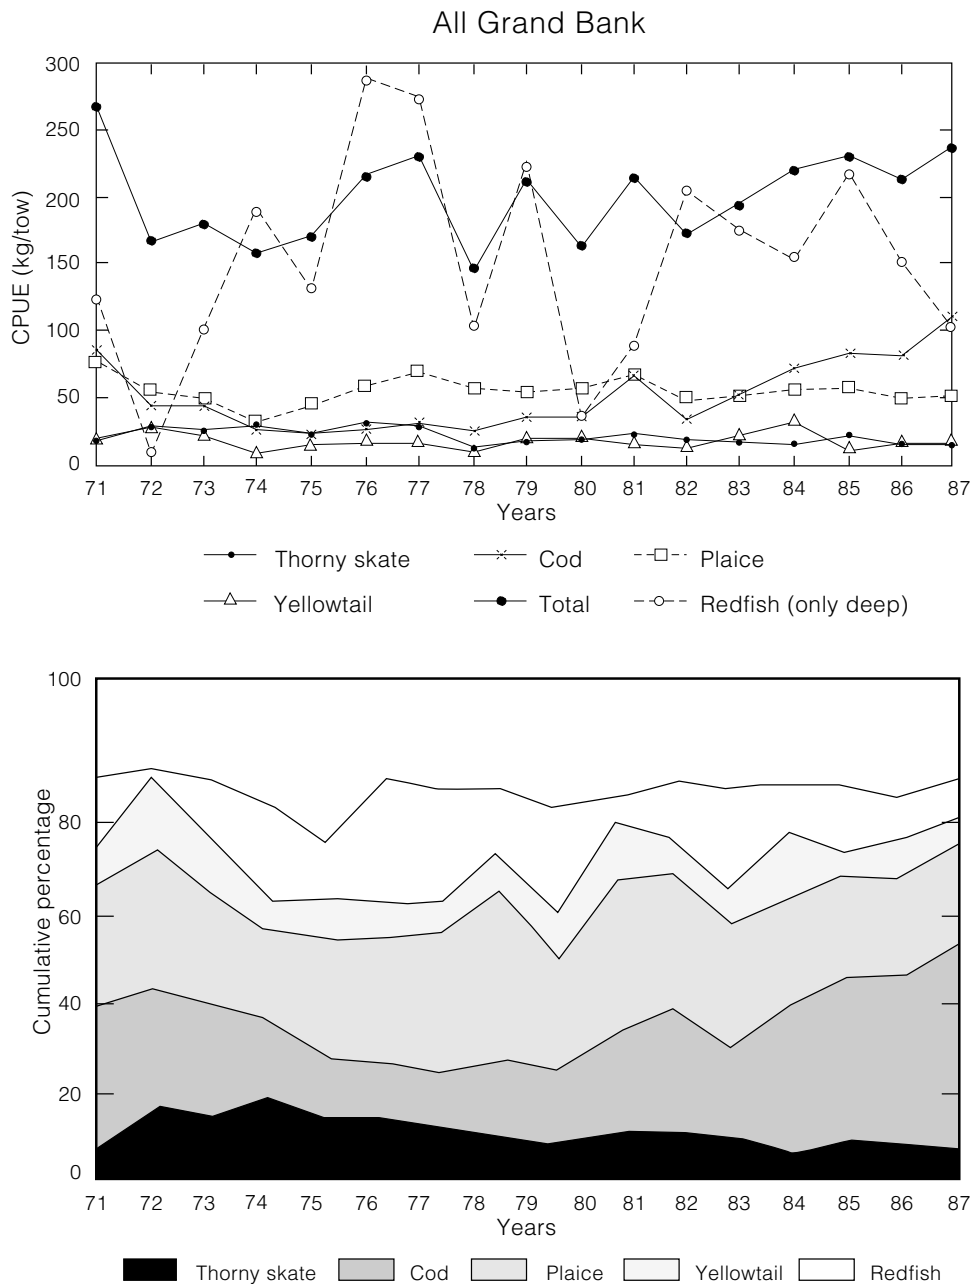 All Grand Bank
300
250
200
150
100
50
0
CPUE (kg/tow)
71 72 73 74 75 76 77 78 79 80 81 82 83 84 85 86 87
Years
Thorny skate Cod Plaice
Yellowtail Total Redfish (only deep)
100
80
60
40
20
0
Cumulative percentage
71 72 73 74 75 76 77 78 79 80 81 82 83 84 85 86 87
Years
Thorny skate Cod Plaice Yellowtail Redfish